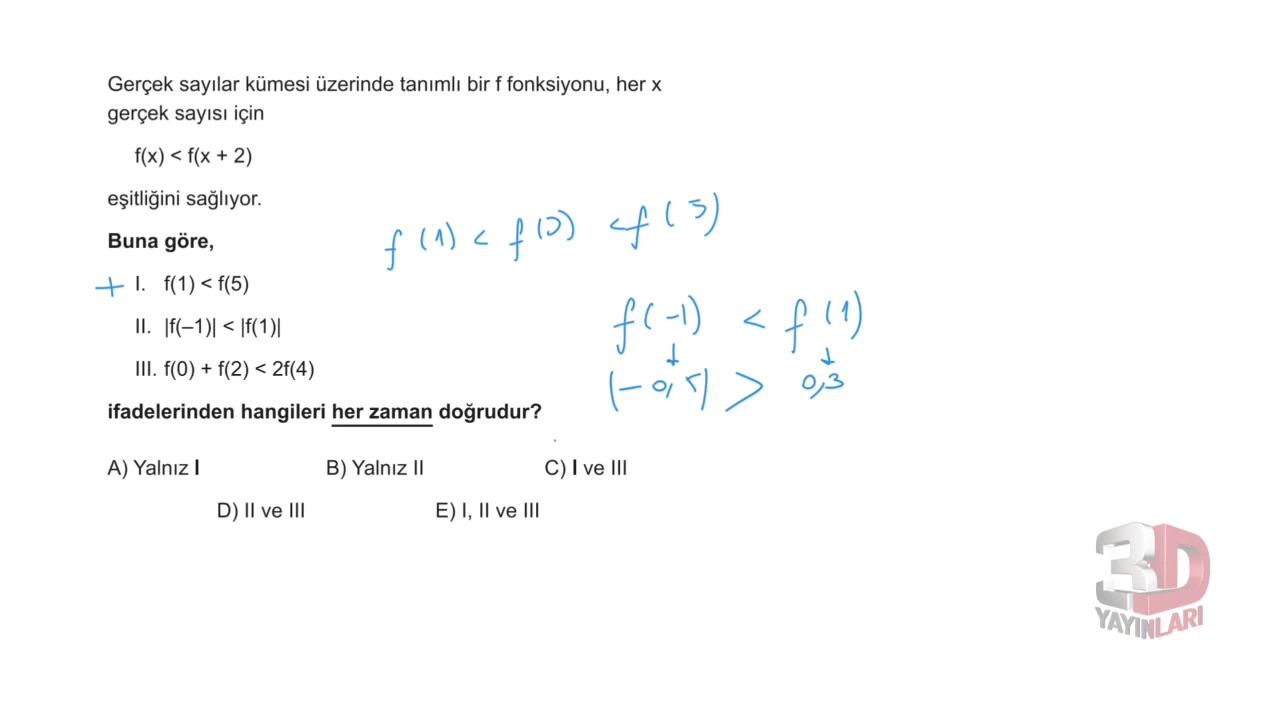 Gerçek sayılar kümesi üzerinde tanımlı bir f fonksiyonu, her x
gerçek sayısı için
f(x) < f(x + 2)
eşitliğini sağlıyor.
f(1) < f(3) < f(5)
Buna göre,
+ I. f(1) < f(5)
f(-1) < f(1)
II. |f(–1)| < |f(1)|
III. f(0) + f(2) < 2f(4)
|-0,5| > 0,3
ifadelerinden hangileri her zaman doğrudur?
A) Yalnız I B) Yalnız II C) I ve III
D) II ve III E) I, II ve III
3D
YAYINLARI